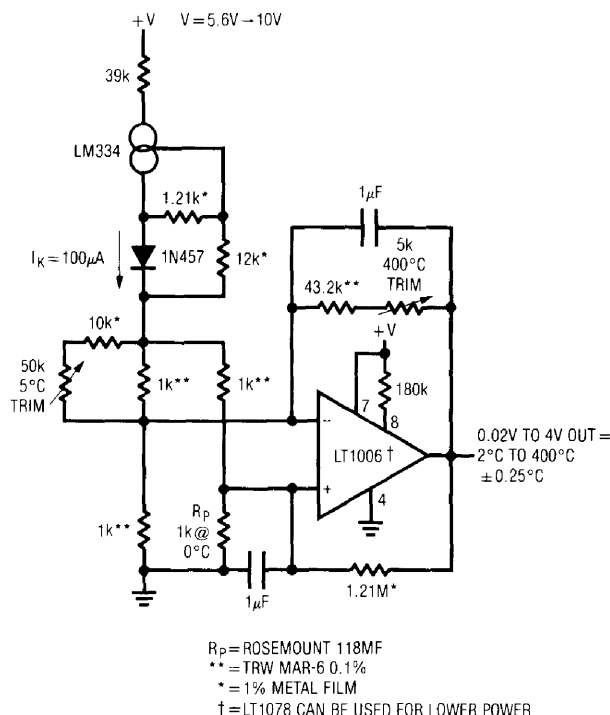 +V V=5.6V→10V
39k
LM334
1.21k*
1μF
5k
400°C
TRIM
I_K=100μA
1N457
12k*
43.2k**
10k*
+V
50k
5°C
TRIM
1k**
1k**
180k
7
8
–
LT1006†
+
4
0.02V TO 4V OUT=
2°C TO 400°C
±0.25°C
1k**
R_P
1k@
0°C
1μF
1.21M*
R_P=ROSEMOUNT 118MF
**=TRW MAR-6 0.1%
*=1% METAL FILM
†=LT1078 CAN BE USED FOR LOWER POWER